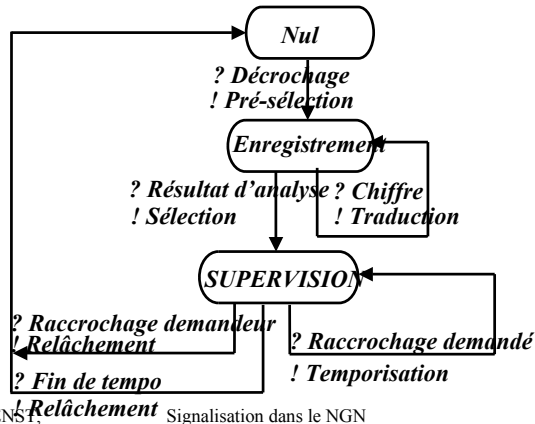 Nul
? Décrochage
! Pré-sélection
Enregistrement
? Résultat d'analyse
! Sélection
? Chiffre
! Traduction
SUPERVISION
? Raccrochage demandeur
! Relâchement
? Raccrochage demandé
! Temporisation
? Fin de tempo
! Relâchement
ENST,
Signalisation dans le NGN